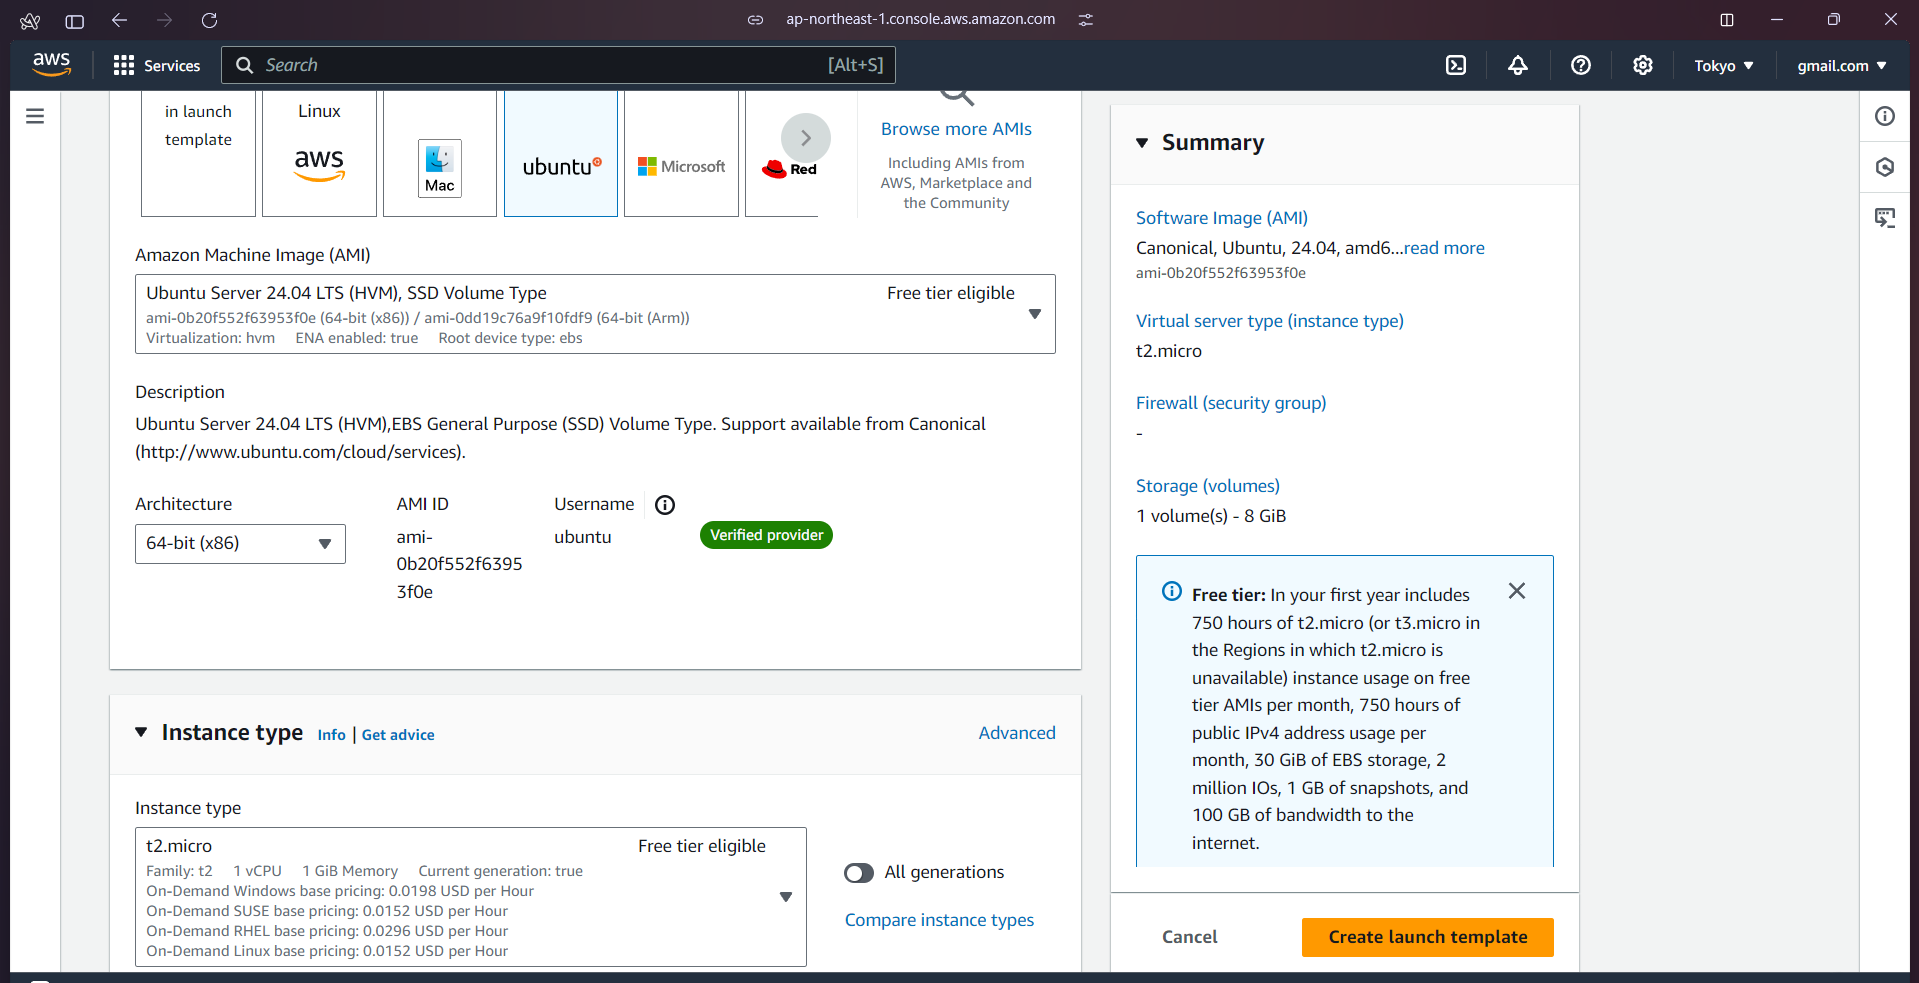 ap-northeast-1.console.aws.amazon.com
aws
Services
Search
[Alt+S]
Tokyo
gmail.com
in launch
template
Linux
aws
Mac
ubuntu
Microsoft
Red
Browse more AMIs
Including AMIs from
AWS, Marketplace and
the Community
Amazon Machine Image (AMI)
Ubuntu Server 24.04 LTS (HVM), SSD Volume Type
Free tier eligible
ami-0b20f552f63953f0e (64-bit (x86)) / ami-0dd19c76a9f10fdf9 (64-bit (Arm))
Virtualization: hvm ENA enabled: true Root device type: ebs
Description
Ubuntu Server 24.04 LTS (HVM),EBS General Purpose (SSD) Volume Type. Support available from Canonical
(http://www.ubuntu.com/cloud/services).
Architecture
64-bit (x86)
AMI ID
ami-
0b20f552f6395
3f0e
Username
ubuntu
Verified provider
Instance type Info | Get advice
Advanced
Instance type
t2.micro
Free tier eligible
Family: t2 1 vCPU 1 GiB Memory Current generation: true
On-Demand Windows base pricing: 0.0198 USD per Hour
On-Demand SUSE base pricing: 0.0152 USD per Hour
On-Demand RHEL base pricing: 0.0296 USD per Hour
On-Demand Linux base pricing: 0.0152 USD per Hour
All generations
Compare instance types
Summary
Software Image (AMI)
Canonical, Ubuntu, 24.04, amd6...read more
ami-0b20f552f63953f0e
Virtual server type (instance type)
t2.micro
Firewall (security group)
-
Storage (volumes)
1 volume(s) - 8 GiB
Free tier: In your first year includes
750 hours of t2.micro (or t3.micro in
the Regions in which t2.micro is
unavailable) instance usage on free
tier AMIs per month, 750 hours of
public IPv4 address usage per
month, 30 GiB of EBS storage, 2
million IOs, 1 GB of snapshots, and
100 GB of bandwidth to the
internet.
Cancel
Create launch template